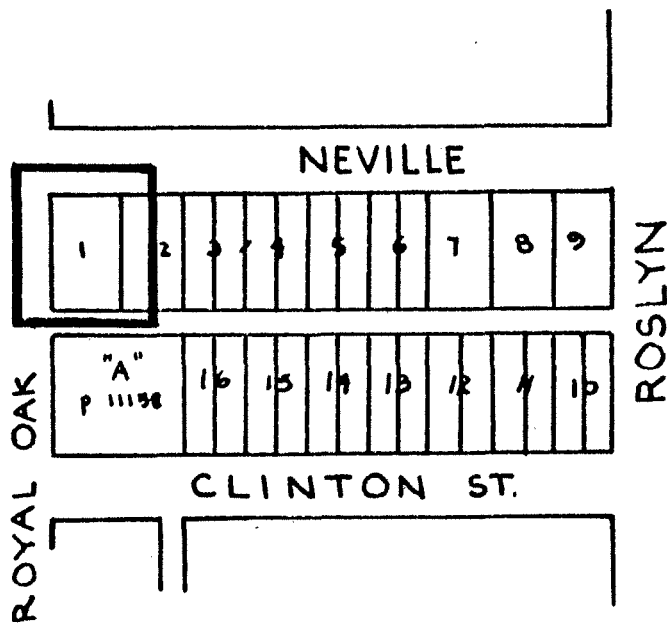 NEVILLE
1 2 3 4 5 6 7 8 9
ROSLYN
"A" 16 15 14 13 12 11 10
P 11158
ROYAL OAK
CLINTON ST.